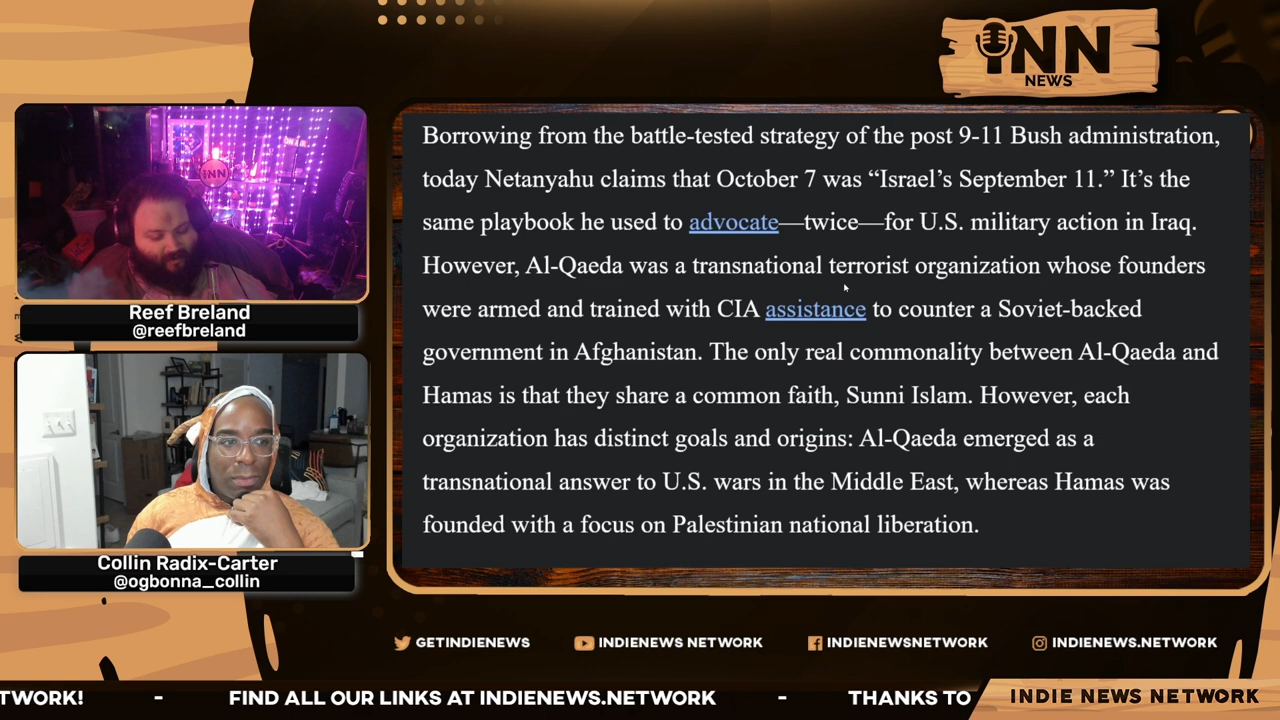 INN
NEWS
Borrowing from the battle-tested strategy of the post 9-11 Bush administration,
today Netanyahu claims that October 7 was “Israel’s September 11.” It’s the
same playbook he used to advocate—twice—for U.S. military action in Iraq.
However, Al-Qaeda was a transnational terrorist organization whose founders
were armed and trained with CIA assistance to counter a Soviet-backed
government in Afghanistan. The only real commonality between Al-Qaeda and
Hamas is that they share a common faith, Sunni Islam. However, each
organization has distinct goals and origins: Al-Qaeda emerged as a
transnational answer to U.S. wars in the Middle East, whereas Hamas was
founded with a focus on Palestinian national liberation.
INN
Reef Breland
@reefbreland
Collin Radix-Carter
@ogbonna_collin
GETINDIENEWS
INDIENEWS NETWORK
INDIENEWSNETWORK
INDIENEWS.NETWORK
TWORK! - FIND ALL OUR LINKS AT INDIENEWS.NETWORK - THANKS TO
INDIE NEWS NETWORK